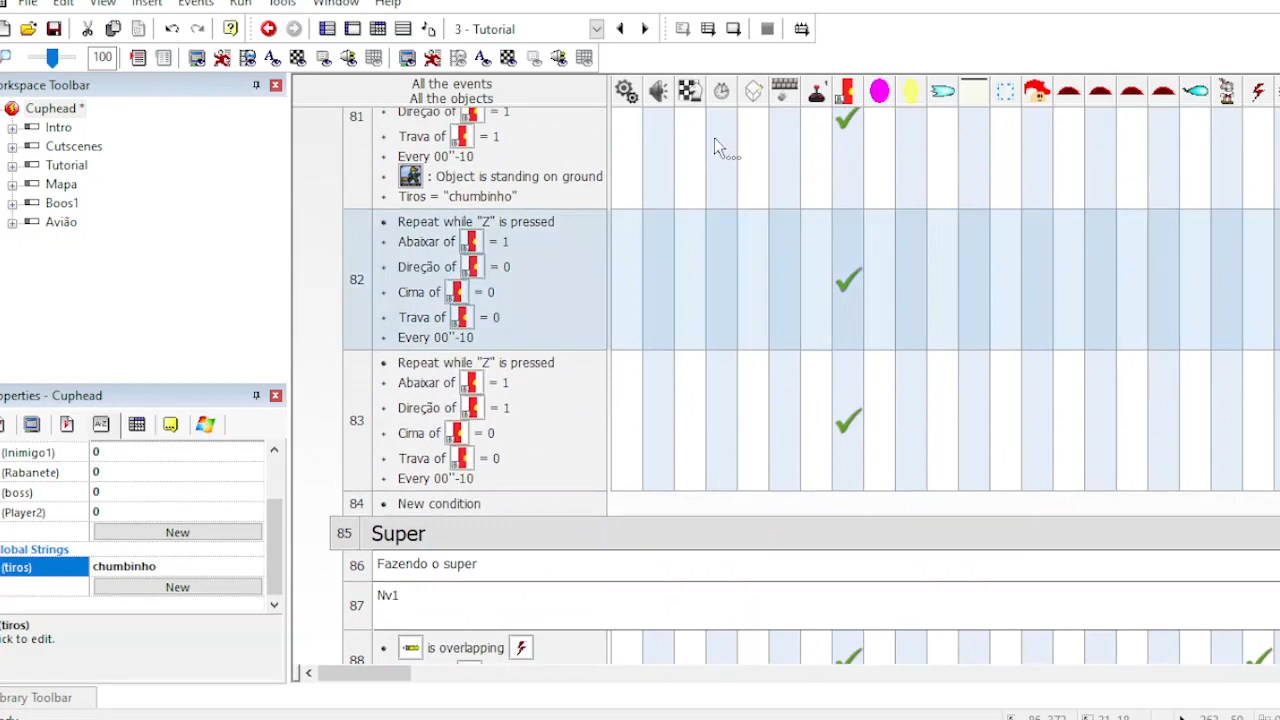 File Edit View Insert Events Run Tools Window Help
3 - Tutorial
100
Workspace Toolbar
Cuphead *
Intro
Cutscenes
Tutorial
Mapa
Boos1
Avião
Properties - Cuphead
(Inimigo1) 0
(Rabanete) 0
(boss) 0
(Player2) 0
New
Global Strings
(tiros) chumbinho
New
(tiros)
Click to edit.
Library Toolbar
All the events
All the objects
81
Direção of = 1
Trava of = 1
Every 00"-10
: Object is standing on ground
Tiros = "chumbinho"
82
Repeat while "Z" is pressed
Abaixar of = 1
Direção of = 0
Cima of = 0
Trava of = 0
Every 00"-10
83
Repeat while "Z" is pressed
Abaixar of = 1
Direção of = 1
Cima of = 0
Trava of = 0
Every 00"-10
84 New condition
85 Super
86 Fazendo o super
87 Nv1
88 is overlapping